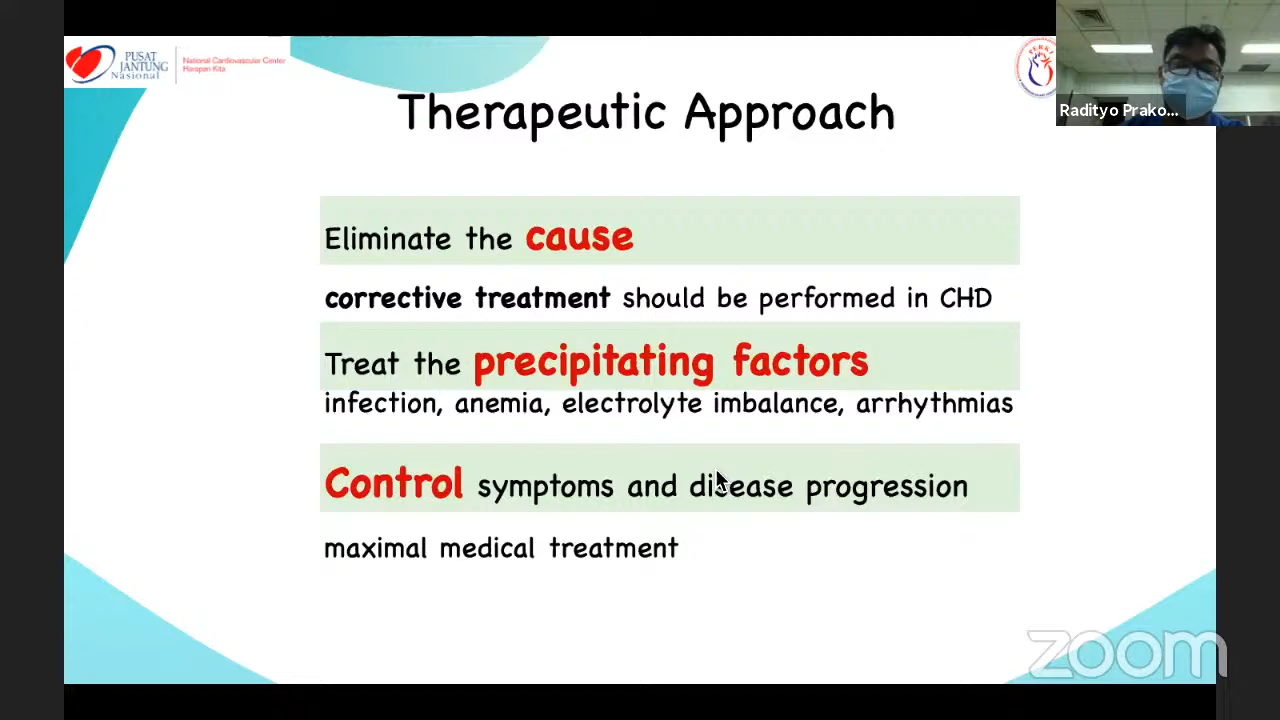 PUSAT
JANTUNG
Nasional
National Cardiovascular Center
Harapan Kita
PERKI
Radityo Prako...
Therapeutic Approach
Eliminate the cause
corrective treatment should be performed in CHD
Treat the precipitating factors
infection, anemia, electrolyte imbalance, arrhythmias
Control symptoms and disease progression
maximal medical treatment
zoom